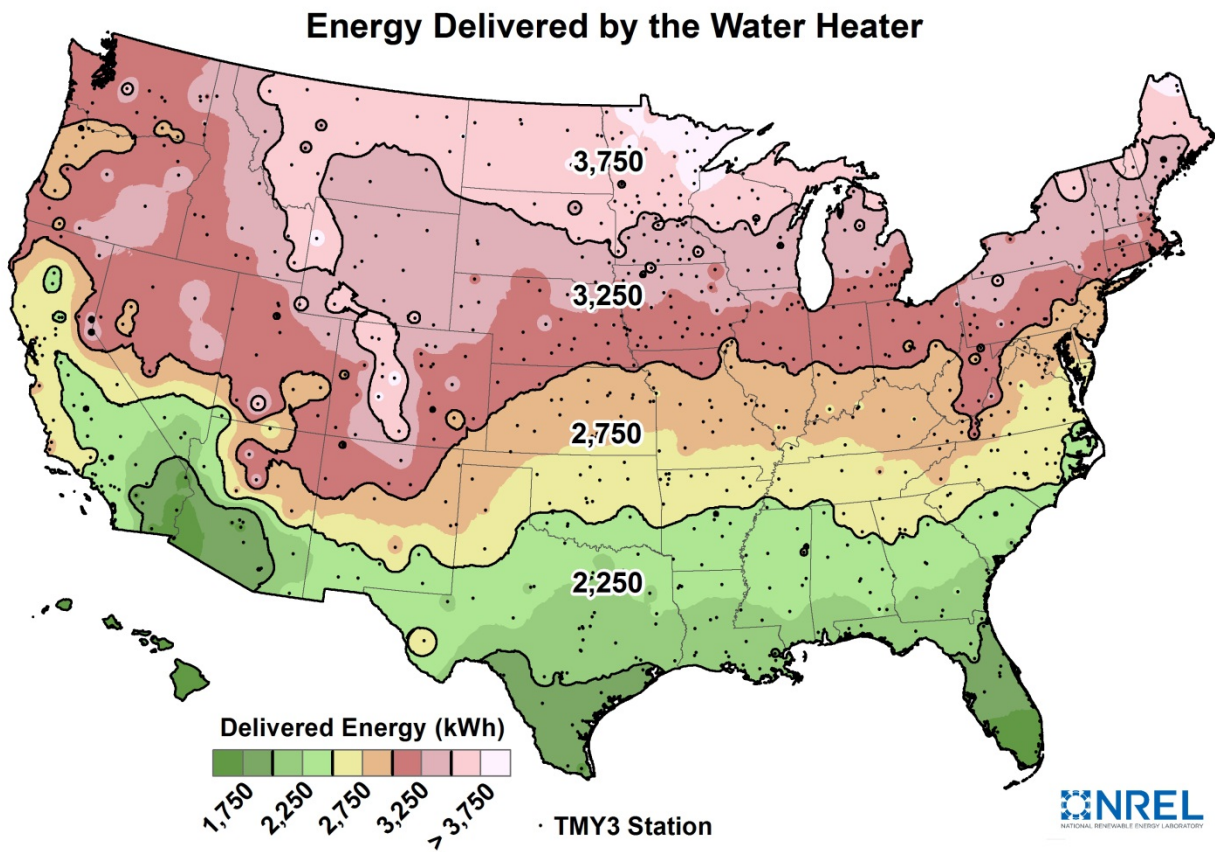 Energy Delivered by the Water Heater
3,750
3,250
2,750
2,250
Delivered Energy (kWh)
1,750
2,250
2,750
3,250
> 3,750
· TMY3 Station
NREL
NATIONAL RENEWABLE ENERGY LABORATORY